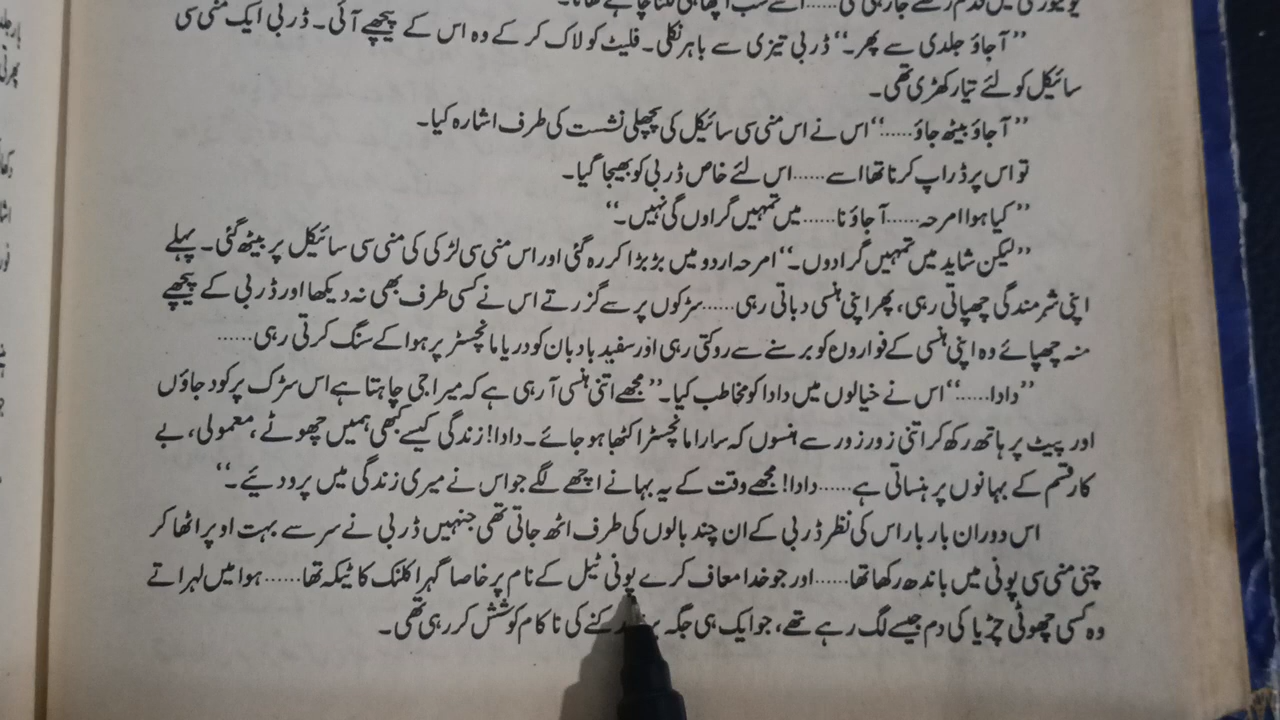 ”آجاؤ جلدی سے پھر۔“ ڈربی تیزی سے باہر نکلی۔ فلیٹ کو لاک کر کے وہ اس کے پیچھے آئی۔ ڈربی ایک منی سی
سائیکل کو لئے تیار کھڑی تھی۔
”آجاؤ بیٹھ جاؤ......“ اس نے اس منی سی سائیکل کی پچھلی نشست کی طرف اشارہ کیا۔
تو اس پر ڈراپ کرنا تھا اسے......اس لئے خاص ڈربی کو بھیجا گیا۔
”کیا ہوا امرحہ......آجاؤ نا......میں تمہیں گراوں گی نہیں۔“
”لیکن شاید میں تمہیں گرا دوں۔“ امرحہ اردو میں بڑبڑا کر رہ گئی اور اس منی سی لڑکی کی منی سی سائیکل پر بیٹھ گئی۔ پہلے
اپنی شرمندگی چھپاتی رہی، پھر اپنی ہنسی دباتی رہی......سڑکوں پر سے گزرتے اس نے کسی طرف بھی نہ دیکھا اور ڈربی کے پیچھے
منہ چھپائے وہ اپنی ہنسی کے فواروں کو برسنے سے روکتی رہی اور سفید بادبان کو دریا مانچسٹر پر ہوا کے سنگ کرتی رہی......
”دادا......“ اس نے خیالوں میں دادا کو مخاطب کیا۔ ”مجھے اتنی ہنسی آ رہی ہے کہ میرا جی چاہتا ہے اس سڑک پر کود جاؤں
اور پیٹ پر ہاتھ رکھ کر اتنی زور زور سے ہنسوں کہ سارا مانچسٹر اکٹھا ہو جائے۔ دادا! زندگی کیسے کبھی ہمیں چھوٹے، معمولی، بے
کار قسم کے بہانوں پر ہنساتی ہے......دادا! مجھے وقت کے یہ بہانے اچھے لگے جو اس نے میری زندگی میں پرو دیئے۔“
اس دوران بار بار اس کی نظر ڈربی کے ان چند بالوں کی طرف اٹھ جاتی تھی جنہیں ڈربی نے سر سے بہت اوپر اٹھا کر
چنی منی سی پونی میں باندھ رکھا تھا......اور جو خدا معاف کرے پونی ٹیل کے نام پر خاصا گہرا کلنک کا ٹیکہ تھا......ہوا میں لہراتے
وہ کسی چھوٹی چڑیا کی دم جیسے لگ رہے تھے، جو ایک ہی جگہ رکنے کی ناکام کوشش کر رہی تھی۔